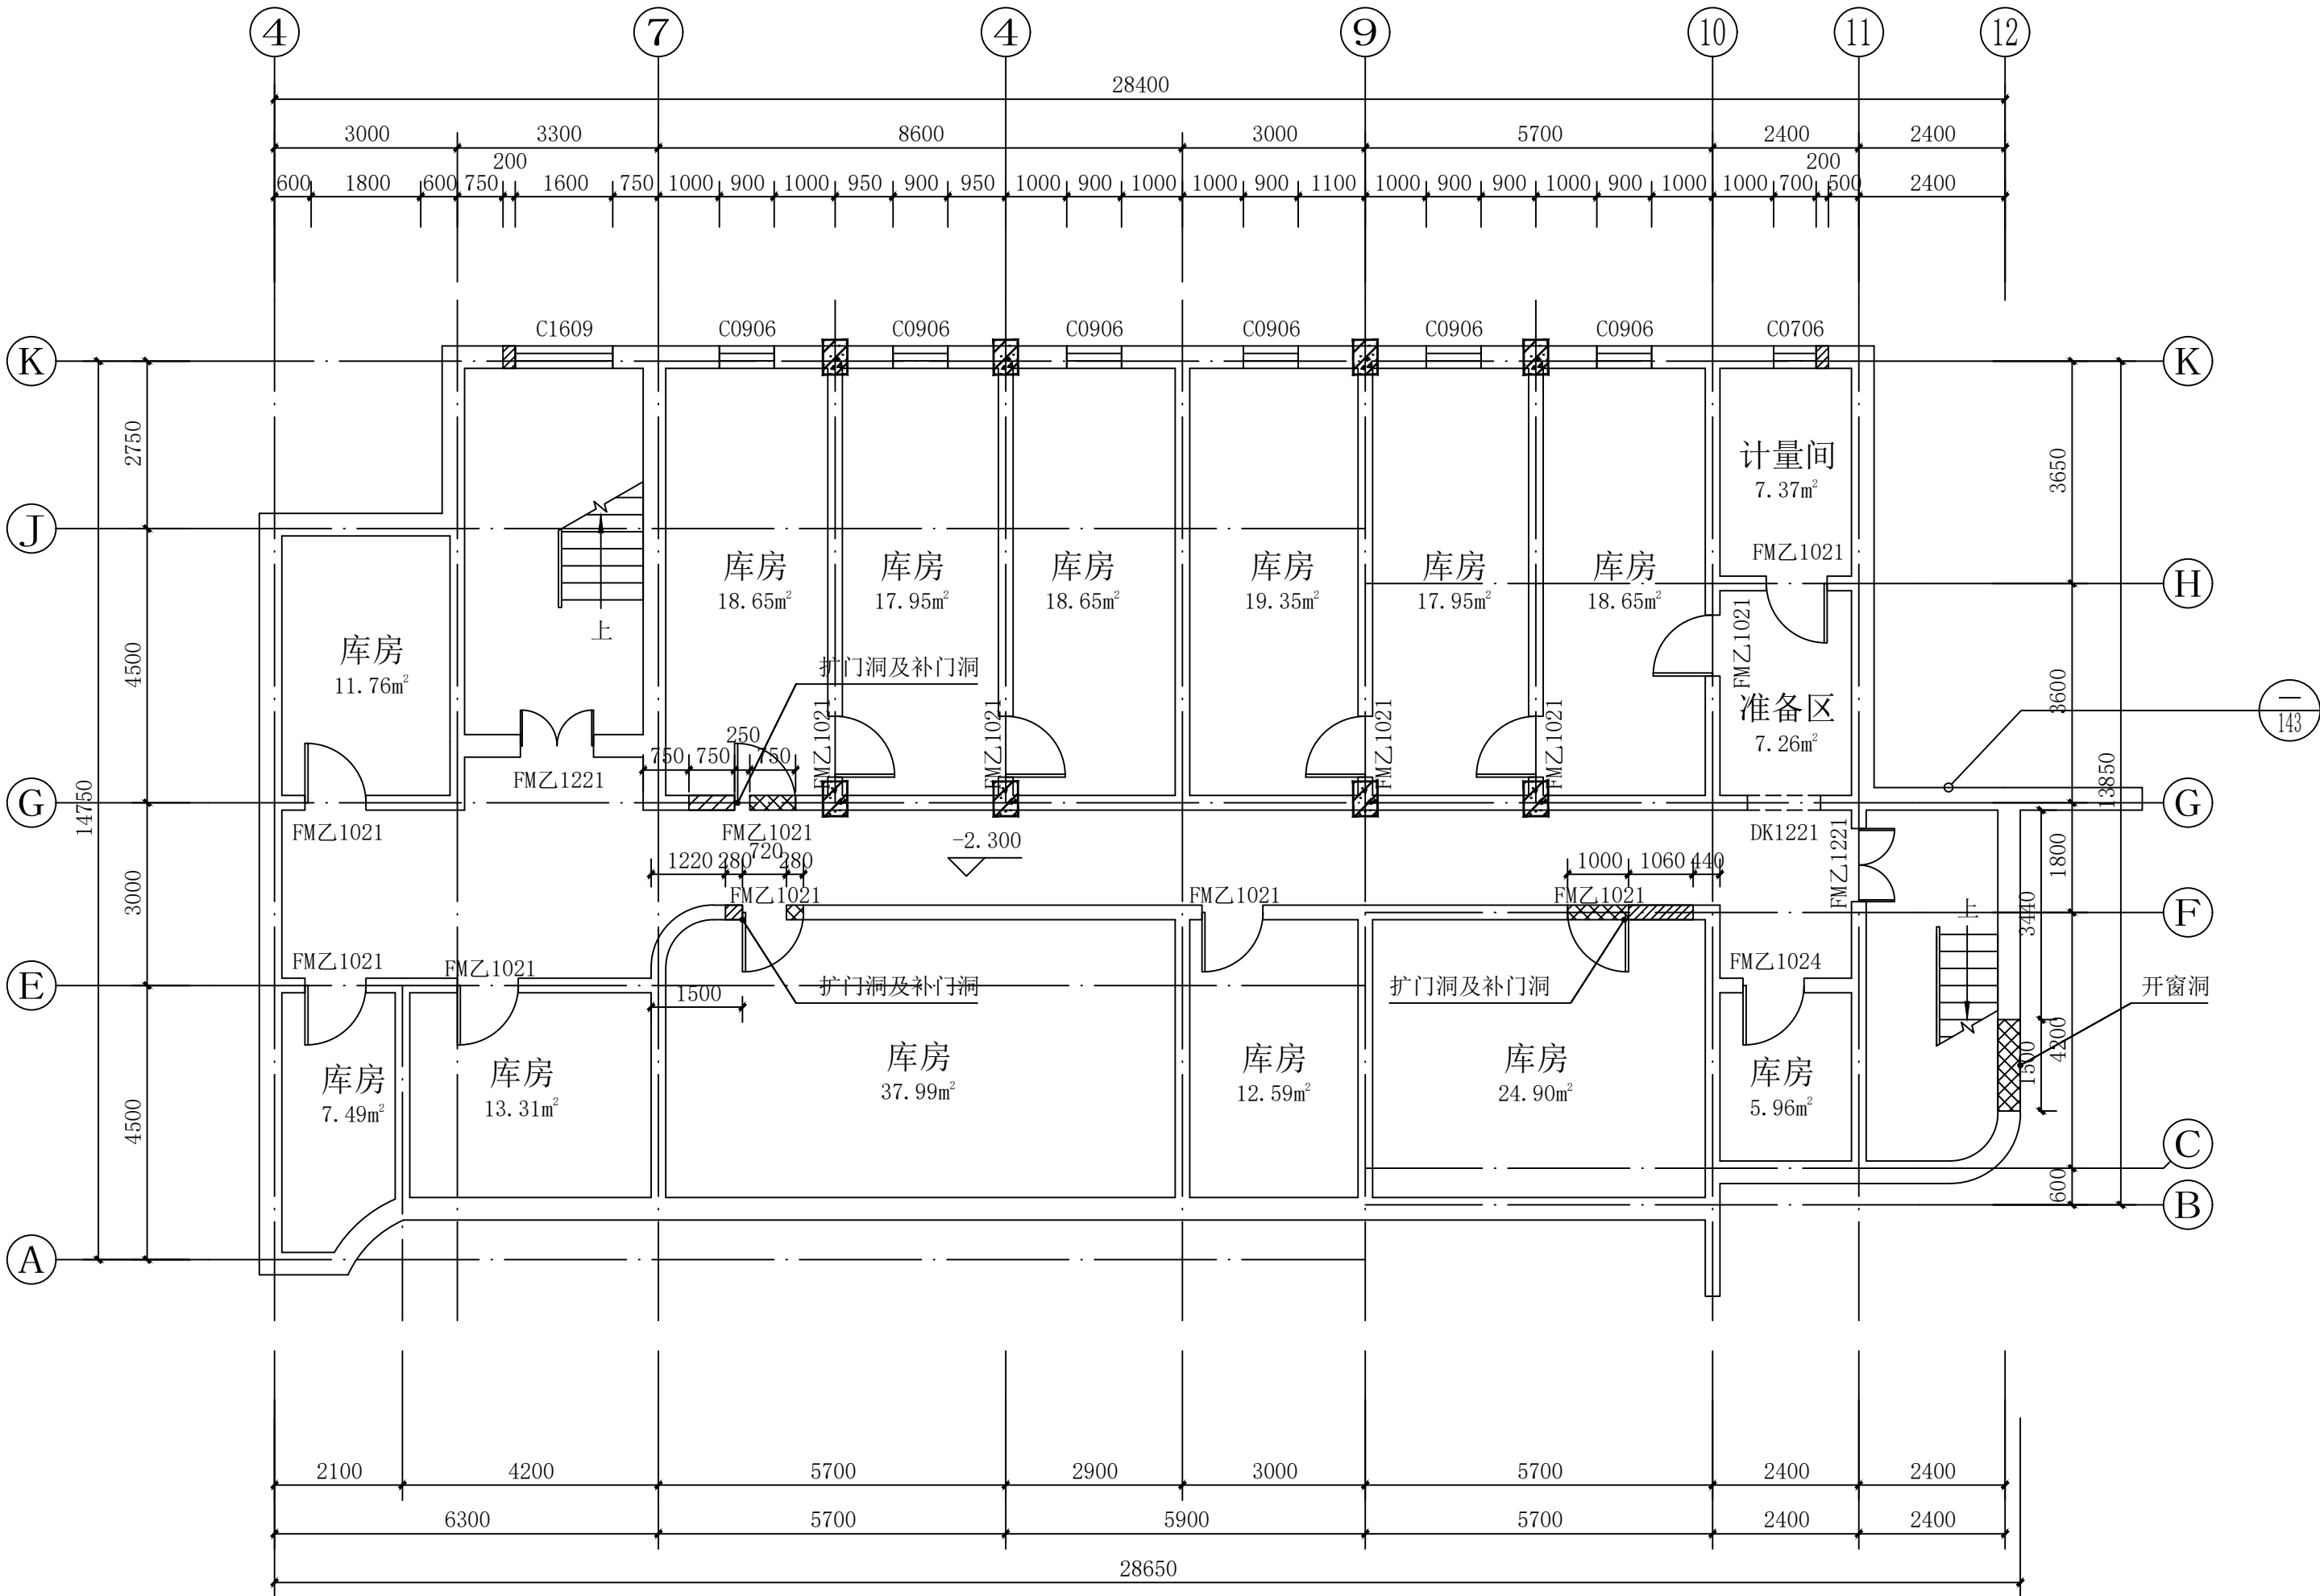 4 7 4 9 10 11 12
28400
3000 3300 8600 3000 5700 2400 2400
200 200
600 1800 600 750 1600 750 1000 900 1000 950 900 950 1000 900 1000 1000 900 1100 1000 900 900 1000 900 1000 1000 700 500 2400
C1609 C0906 C0906 C0906 C0906 C0906 C0906 C0706
K K
2750
3650
计量间
7.37m²
J
FM乙1021
库房 库房 库房 库房 库房 库房
18.65m² 17.95m² 18.65m² 19.35m² 17.95m² 18.65m²
H
上
FM乙1021
库房
11.76m²
4500
扩门洞及补门洞
3600
准备区
7.26m²
一
143
250
750 750 750
FM乙1021 FM乙1021 FM乙1021 FM乙1021
FM乙1221
14750
13850
G G
FM乙1021 FM乙1021 DK1221
-2.300
720
1220 280 280
1000 1060 440
FM乙1221
1800
3000
FM乙1021 FM乙1021 FM乙1021
上
3440
F
FM乙1021 FM乙1021 FM乙1024
E
1500
扩门洞及补门洞 扩门洞及补门洞 开窗洞
4200
1500
库房
37.99m²
库房
12.59m²
库房
24.90m²
库房
5.96m²
库房
7.49m²
库房
13.31m²
4500
C
600
B
A
2100 4200 5700 2900 3000 5700 2400 2400
6300 5700 5900 5700 2400 2400
28650